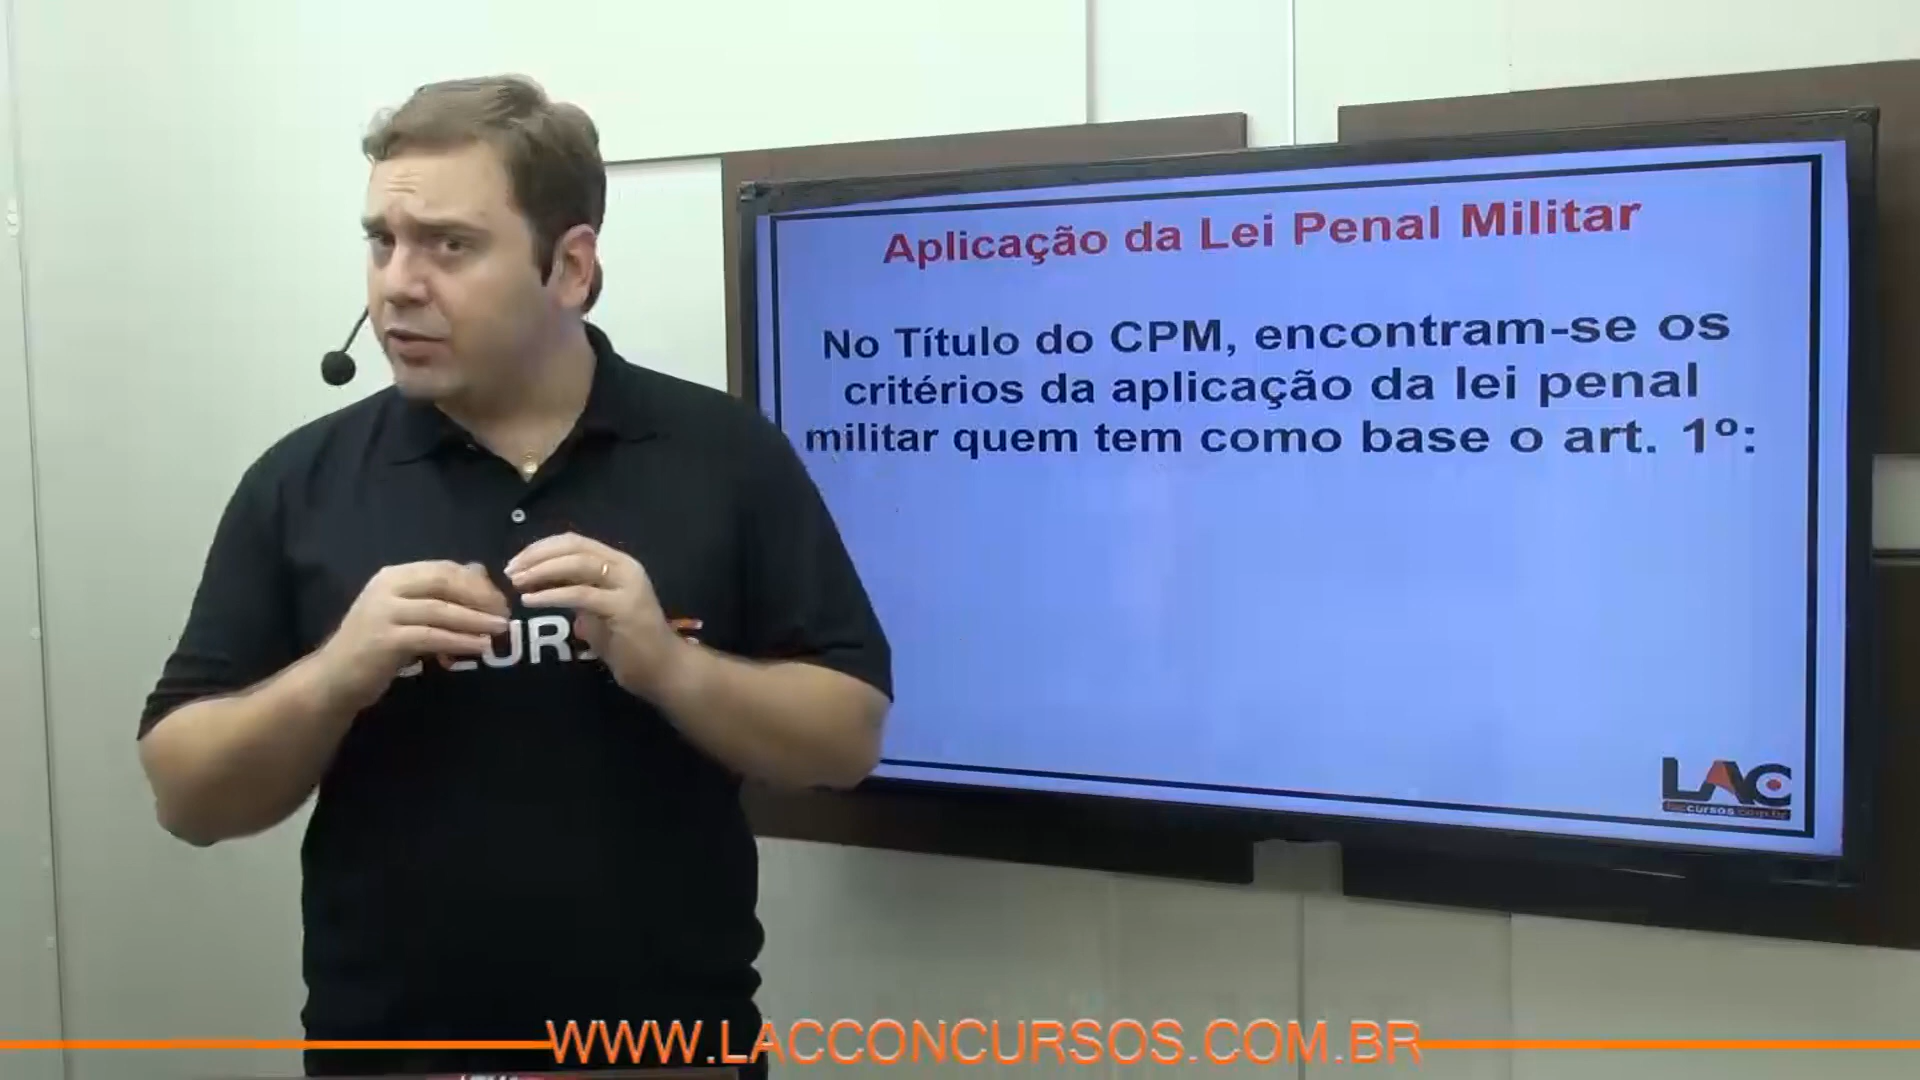 Aplicação da Lei Penal Militar
No Título do CPM, encontram-se os
critérios da aplicação da lei penal
militar quem tem como base o art. 1º:
LAC
WWW.LACCONCURSOS.COM.BR